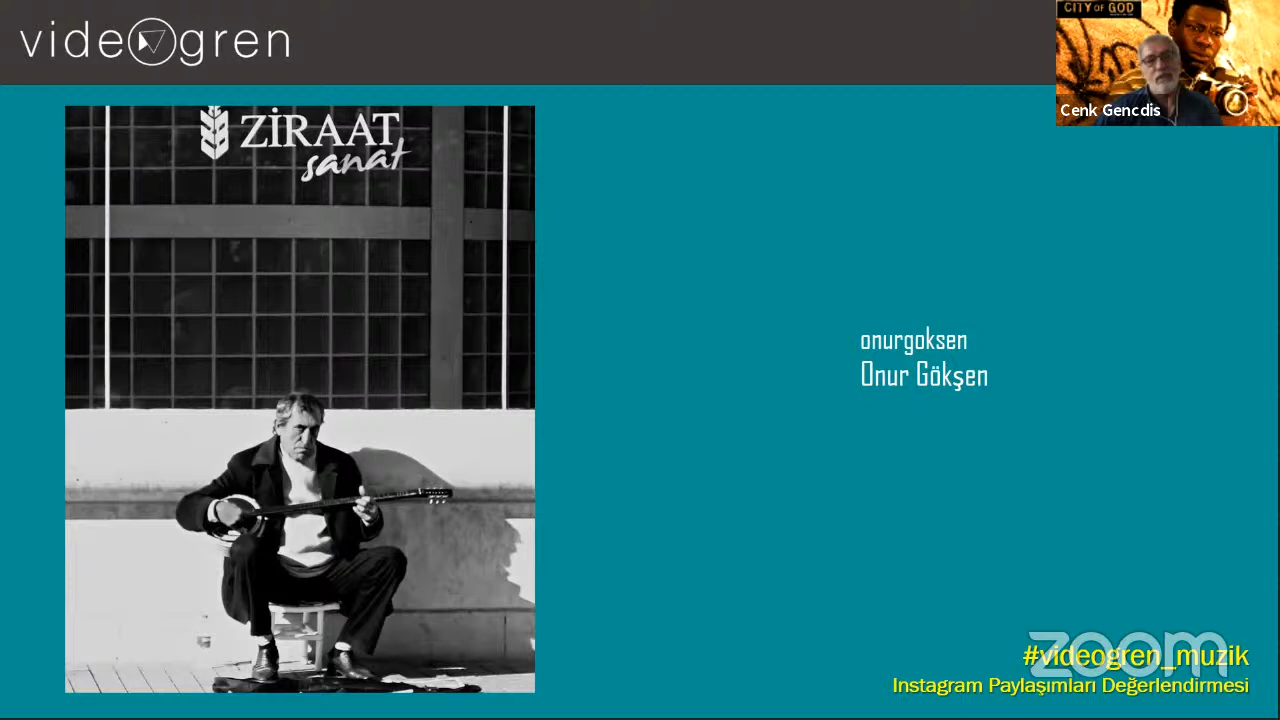 videogren
CITY OF GOD
Cenk Gencdis
ZİRAAT
sanat
onurgoksen
Onur Gökşen
zoom
#videogren_muzik
Instagram Paylaşımları Değerlendirmesi